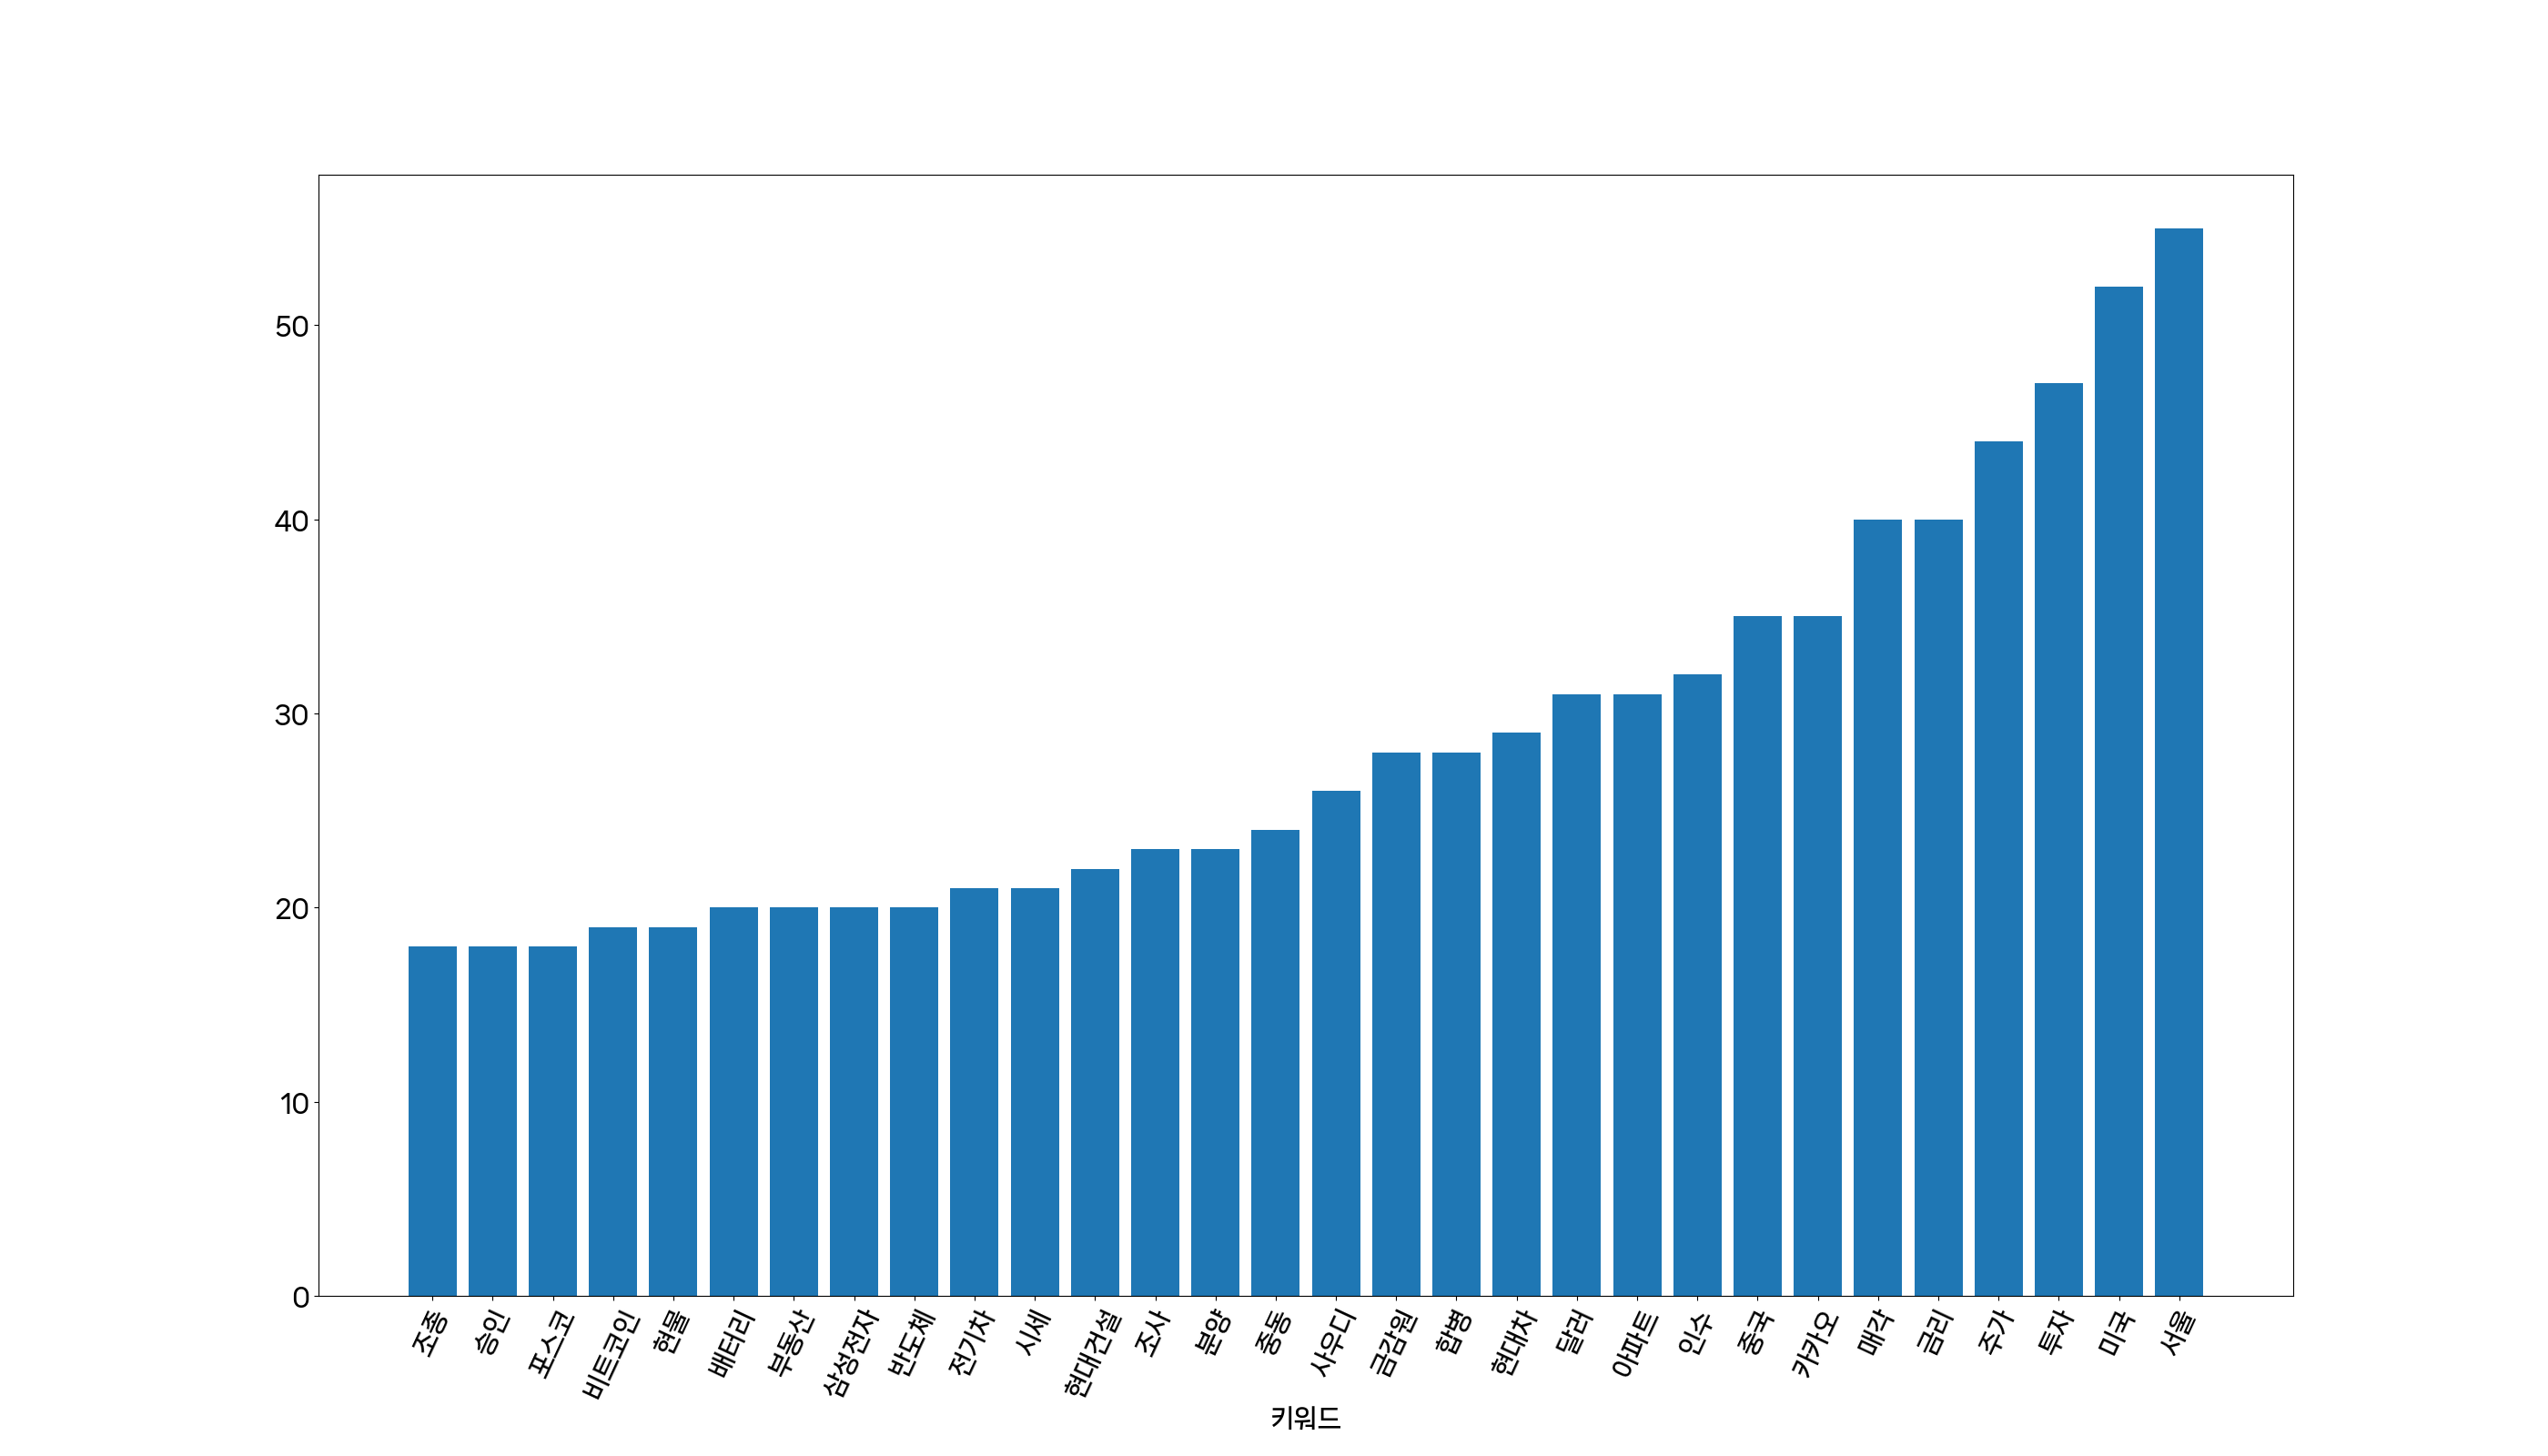 50
40
30
20
10
0
조종
승인
포스코
비트코인
현물
배터리
부동산
삼성전자
반도체
전기차
시세
현대건설
조사
분양
중동
사우디
금감원
합병
현대차
달러
아파트
인수
중국
카카오
매각
금리
주가
투자
미국
서울
키워드